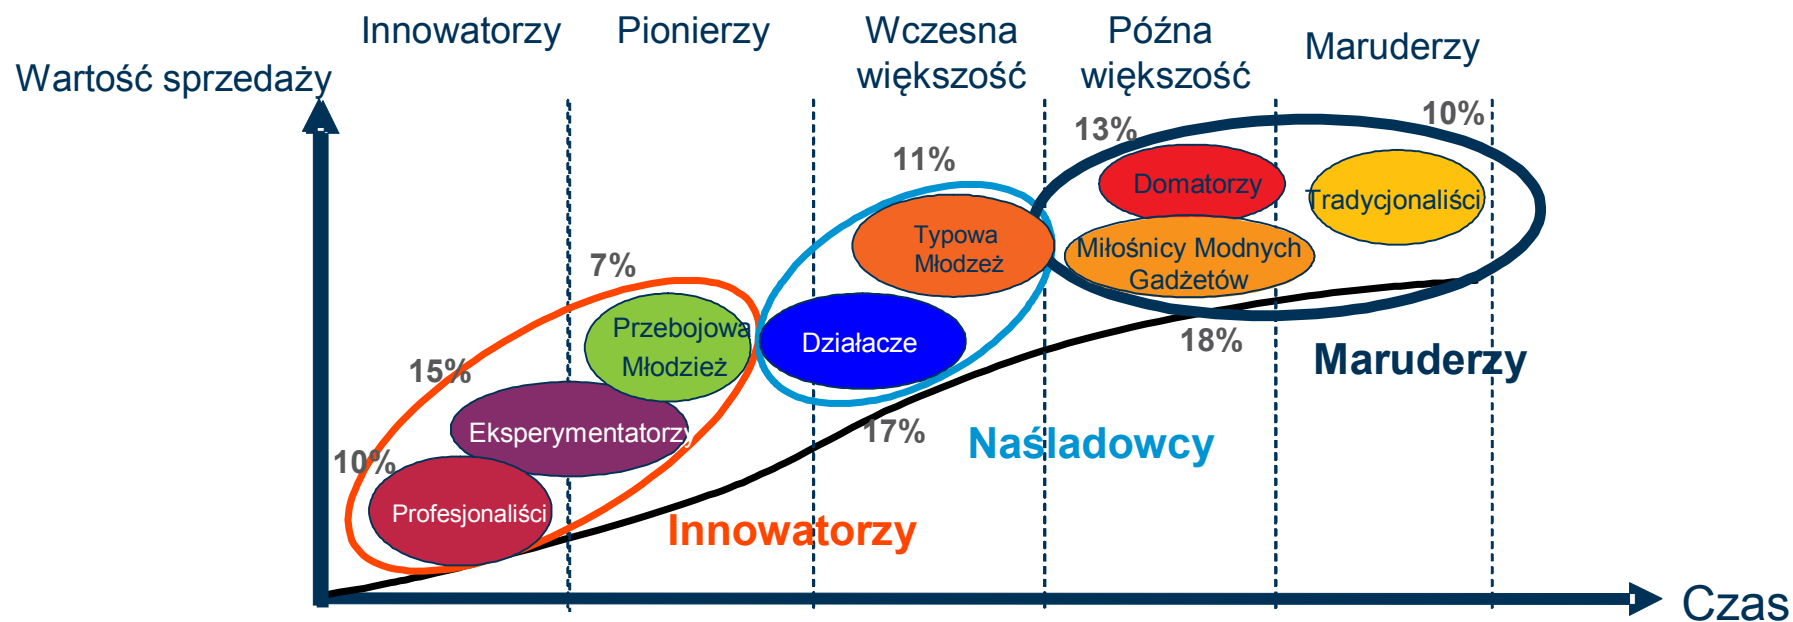 Innowatorzy
Pionierzy
Wczesna
większość
Późna
większość
Maruderzy
Wartość sprzedaży
10%
13%
11%
Domatorzy
Tradycjonaliści
Typowa
Młodzeż
Miłośnicy Modnych
Gadżetów
7%
Przebojowa
Młodzież
Działacze
18%
Maruderzy
15%
Eksperymentatorzy
17%
Naśladowcy
10%
Profesjonaliści
Innowatorzy
Czas